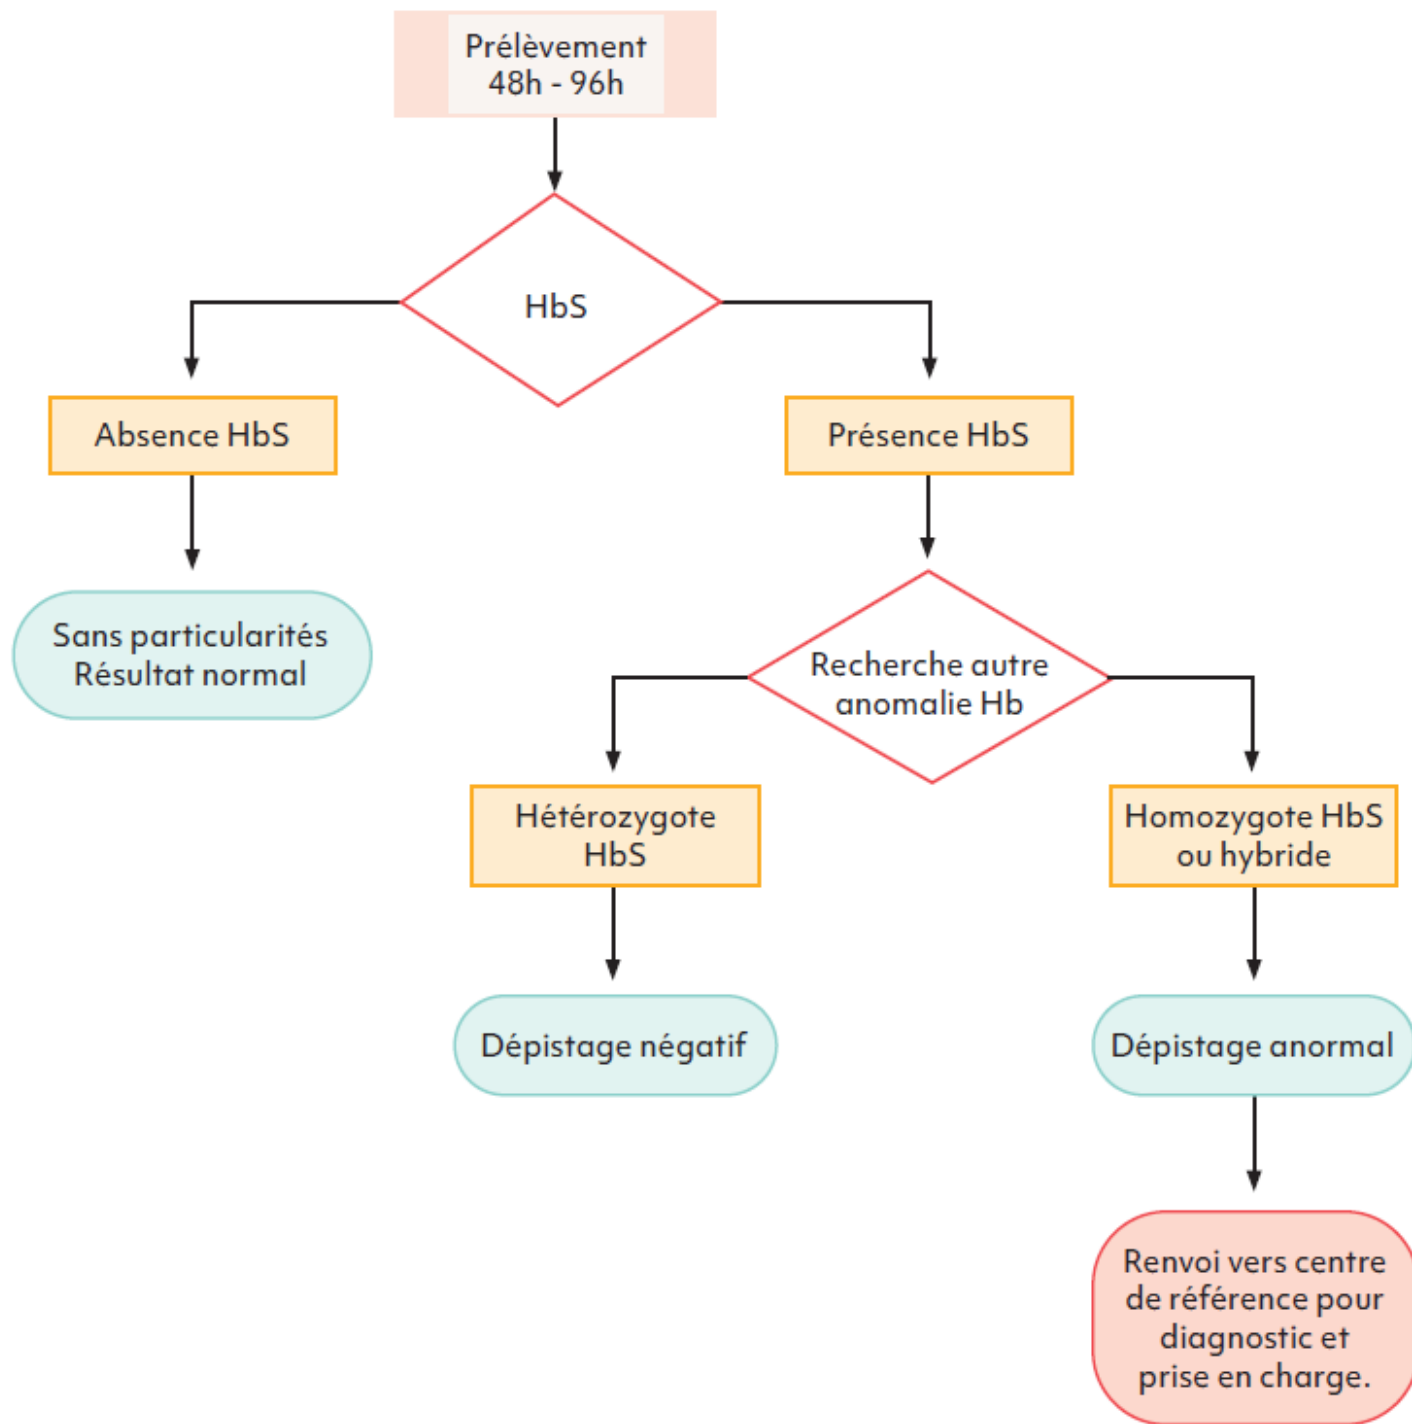 Prélèvement
48h - 96h
HbS
Absence HbS
Présence HbS
Sans particularités
Résultat normal
Recherche autre
anomalie Hb
Hétérozygote
HbS
Homozygote HbS
ou hybride
Dépistage négatif
Dépistage anormal
Renvoi vers centre
de référence pour
diagnostic et
prise en charge.